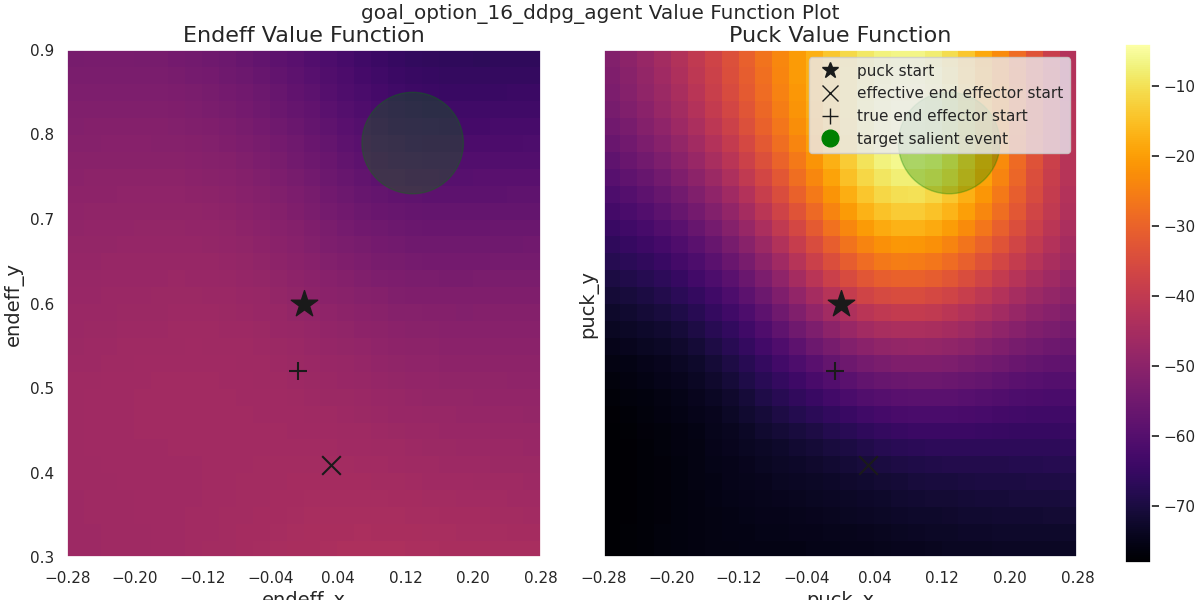 goal_option_16_ddpg_agent Value Function Plot
Endeff Value Function
Puck Value Function
puck start
effective end effector start
true end effector start
target salient event
0.9
0.8
0.7
0.6
0.5
0.4
0.3
endeff_y
−0.28 −0.20 −0.12 0.04 0.12 0.20 0.28
endeff_x
puck_y
−0.28 −0.20 −0.12 −0.04 0.04 0.12 0.20 0.28
puck_x
−10
−20
−30
−40
−50
−60
−70